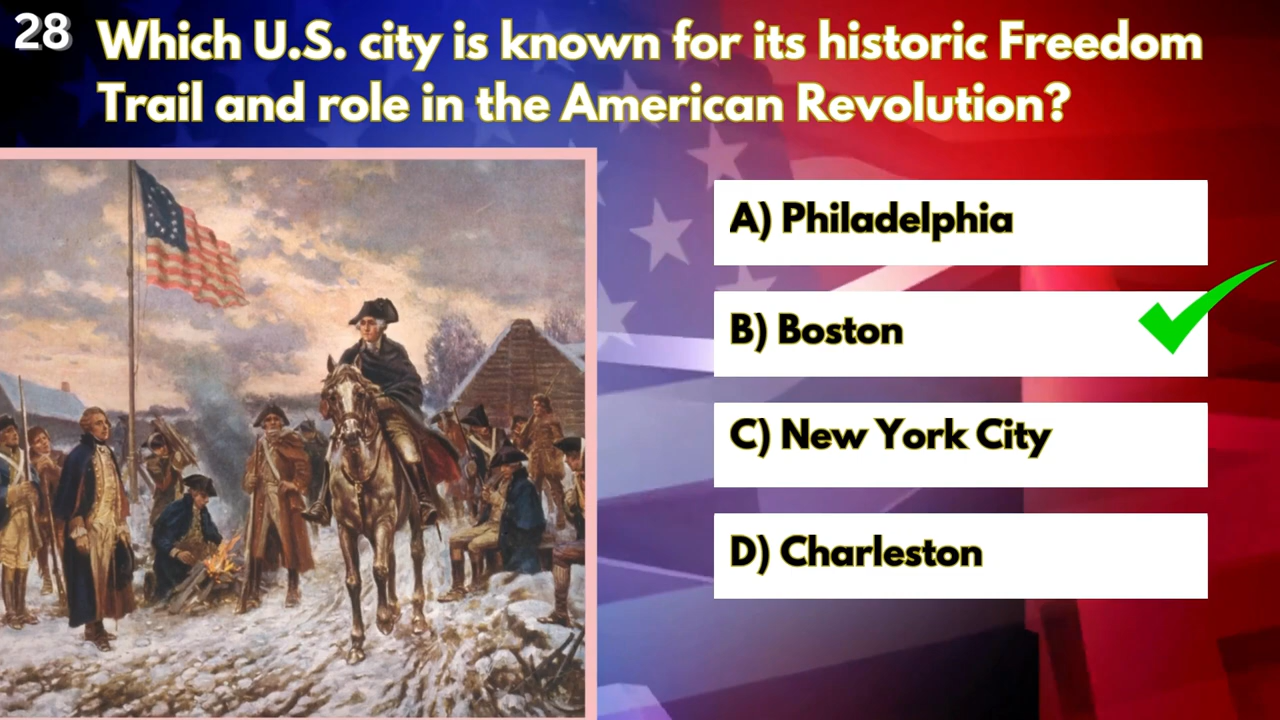 28
Which U.S. city is known for its historic Freedom
Trail and role in the American Revolution?
A) Philadelphia
B) Boston
C) New York City
D) Charleston